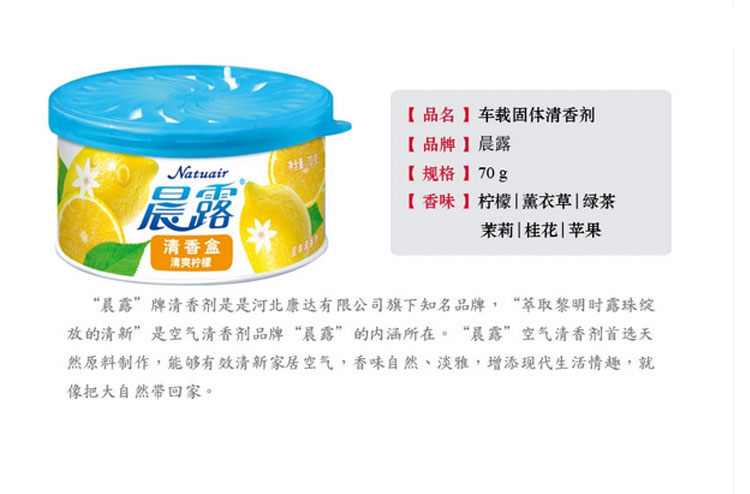 净含量：70克
Natuair
晨露®
清香盒
清爽柠檬
【品名】车载固体清香剂
【品牌】晨露
【规格】70 g
【香味】柠檬|薰衣草|绿茶
茉莉|桂花|苹果
“晨露”牌清香剂是是河北康达有限公司旗下知名品牌，“萃取黎明时露珠绽
放的清新”是空气清香剂品牌“晨露”的内涵所在。“晨露”空气清香剂首选天
然原料制作，能够有效清新家居空气，香味自然、淡雅，增添现代生活情趣，就
像把大自然带回家。